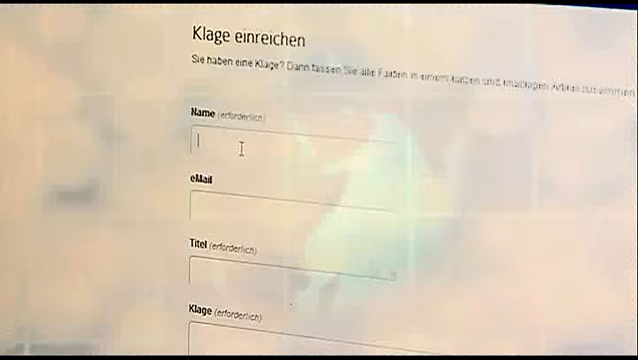 Klage einreichen
Sie haben eine Klage? Dann fassen Sie alle Fakten in einem kurzen und knackigen Artikel zusammen
Name (erforderlich)
eMail
Titel (erforderlich)
Klage (erforderlich)